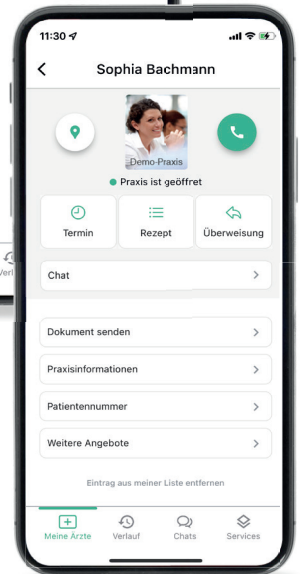 11:30
Sophia Bachmann
Demo-Praxis
Praxis ist geöffret
Termin
Rezept
Überweisung
Chat
Dokument senden
Praxisinformationen
Patientennummer
Weitere Angebote
Eintrag aus meiner Liste entfernen
Meine Ärzte
Verlauf
Chats
Services